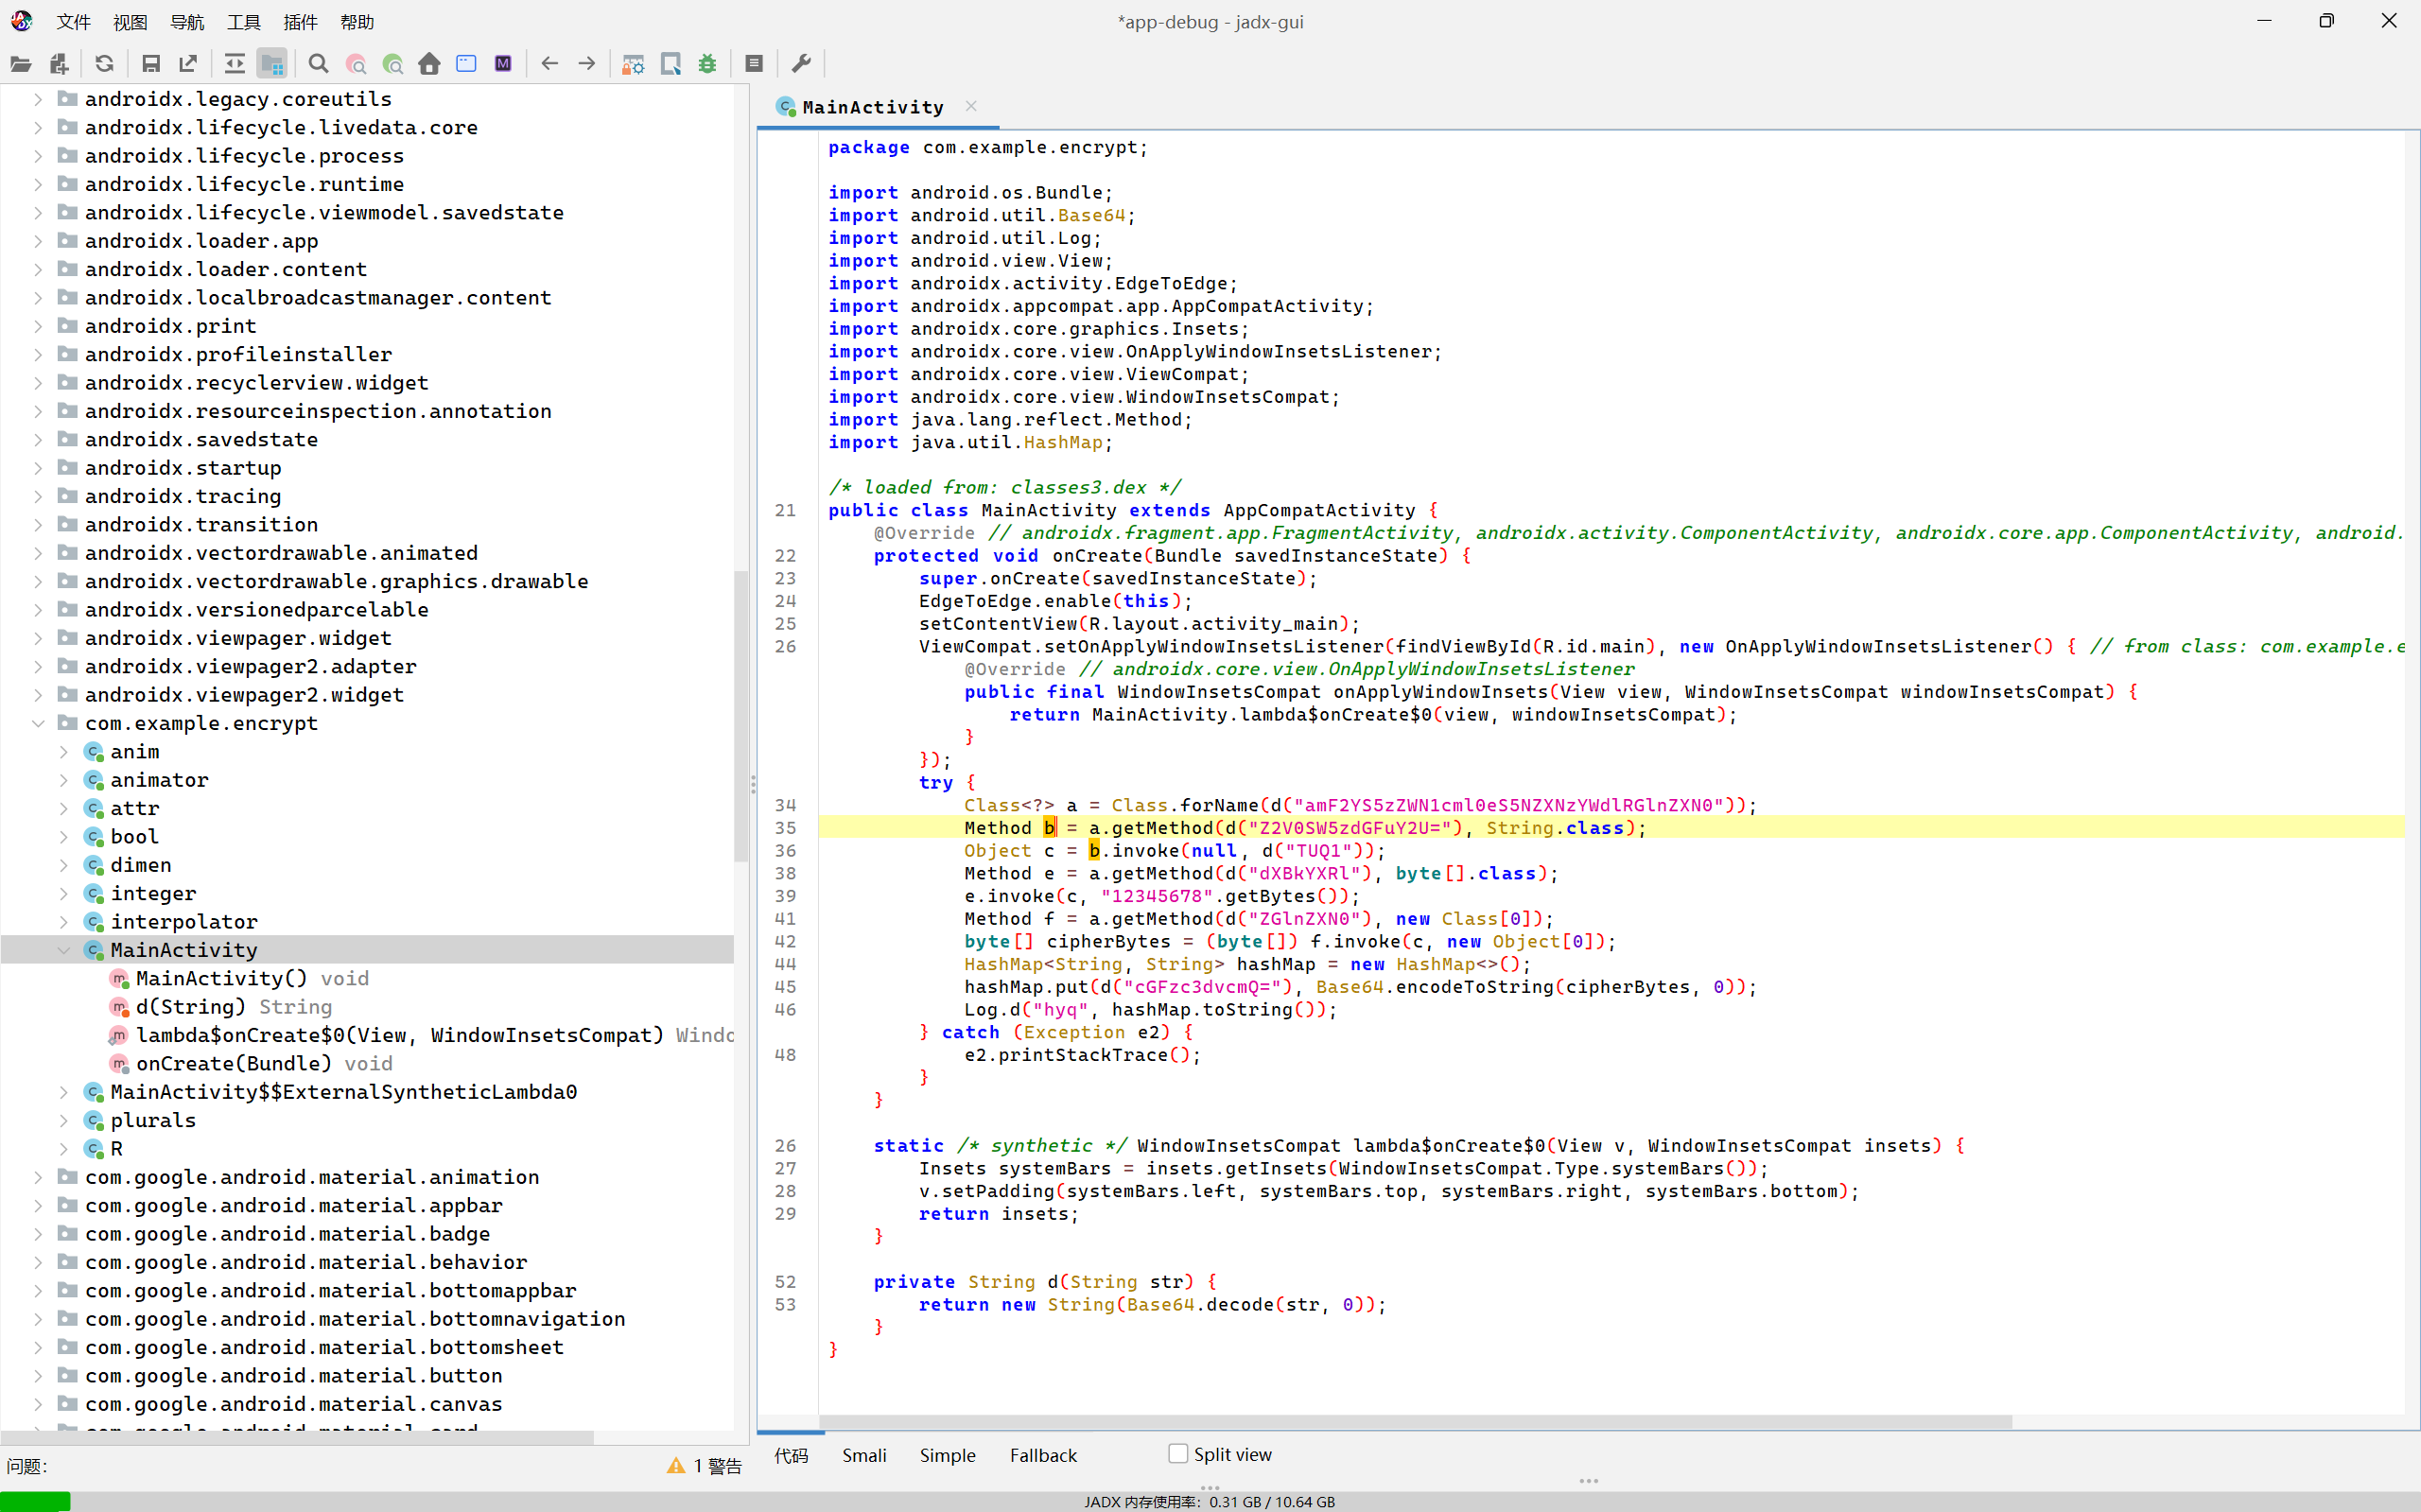 文件 视图 导航 工具 插件 帮助
*app-debug - jadx-gui
androidx.legacy.coreutils
androidx.lifecycle.livedata.core
androidx.lifecycle.process
androidx.lifecycle.runtime
androidx.lifecycle.viewmodel.savedstate
androidx.loader.app
androidx.loader.content
androidx.localbroadcastmanager.content
androidx.print
androidx.profileinstaller
androidx.recyclerview.widget
androidx.resourceinspection.annotation
androidx.savedstate
androidx.startup
androidx.tracing
androidx.transition
androidx.vectordrawable.animated
androidx.vectordrawable.graphics.drawable
androidx.versionedparcelable
androidx.viewpager.widget
androidx.viewpager2.adapter
androidx.viewpager2.widget
com.example.encrypt
anim
animator
attr
bool
dimen
integer
interpolator
MainActivity
MainActivity() void
d(String) String
lambda$onCreate$0(View, WindowInsetsCompat) Windo
onCreate(Bundle) void
MainActivity$$ExternalSyntheticLambda0
plurals
R
com.google.android.material.animation
com.google.android.material.appbar
com.google.android.material.badge
com.google.android.material.behavior
com.google.android.material.bottomappbar
com.google.android.material.bottomnavigation
com.google.android.material.bottomsheet
com.google.android.material.button
com.google.android.material.canvas
问题:
1 警告
MainActivity
package com.example.encrypt;
import android.os.Bundle;
import android.util.Base64;
import android.util.Log;
import android.view.View;
import androidx.activity.EdgeToEdge;
import androidx.appcompat.app.AppCompatActivity;
import androidx.core.graphics.Insets;
import androidx.core.view.OnApplyWindowInsetsListener;
import androidx.core.view.ViewCompat;
import androidx.core.view.WindowInsetsCompat;
import java.lang.reflect.Method;
import java.util.HashMap;
/* loaded from: classes3.dex */
21 public class MainActivity extends AppCompatActivity {
@Override // androidx.fragment.app.FragmentActivity, androidx.activity.ComponentActivity, androidx.core.app.ComponentActivity, android.
22 protected void onCreate(Bundle savedInstanceState) {
23 super.onCreate(savedInstanceState);
24 EdgeToEdge.enable(this);
25 setContentView(R.layout.activity_main);
26 ViewCompat.setOnApplyWindowInsetsListener(findViewById(R.id.main), new OnApplyWindowInsetsListener() { // from class: com.example.e
@Override // androidx.core.view.OnApplyWindowInsetsListener
public final WindowInsetsCompat onApplyWindowInsets(View view, WindowInsetsCompat windowInsetsCompat) {
return MainActivity.lambda$onCreate$0(view, windowInsetsCompat);
}
});
try {
34 Class<?> a = Class.forName(d("amF2YS5zZWN1cml0eS5NZXNzYWdlRGlnZXN0"));
35 Method b = a.getMethod(d("Z2V0SW5zdGFuY2U="), String.class);
36 Object c = b.invoke(null, d("TUQ1"));
38 Method e = a.getMethod(d("dXBkYXRl"), byte[].class);
39 e.invoke(c, "12345678".getBytes());
41 Method f = a.getMethod(d("ZGlnZXN0"), new Class[0]);
42 byte[] cipherBytes = (byte[]) f.invoke(c, new Object[0]);
44 HashMap<String, String> hashMap = new HashMap<>();
45 hashMap.put(d("cGFzc3dvcmQ="), Base64.encodeToString(cipherBytes, 0));
46 Log.d("hyq", hashMap.toString());
} catch (Exception e2) {
48 e2.printStackTrace();
}
}
26 static /* synthetic */ WindowInsetsCompat lambda$onCreate$0(View v, WindowInsetsCompat insets) {
27 Insets systemBars = insets.getInsets(WindowInsetsCompat.Type.systemBars());
28 v.setPadding(systemBars.left, systemBars.top, systemBars.right, systemBars.bottom);
29 return insets;
}
52 private String d(String str) {
53 return new String(Base64.decode(str, 0));
}
}
代码 Smali Simple Fallback Split view
JADX 内存使用率: 0.31 GB / 10.64 GB